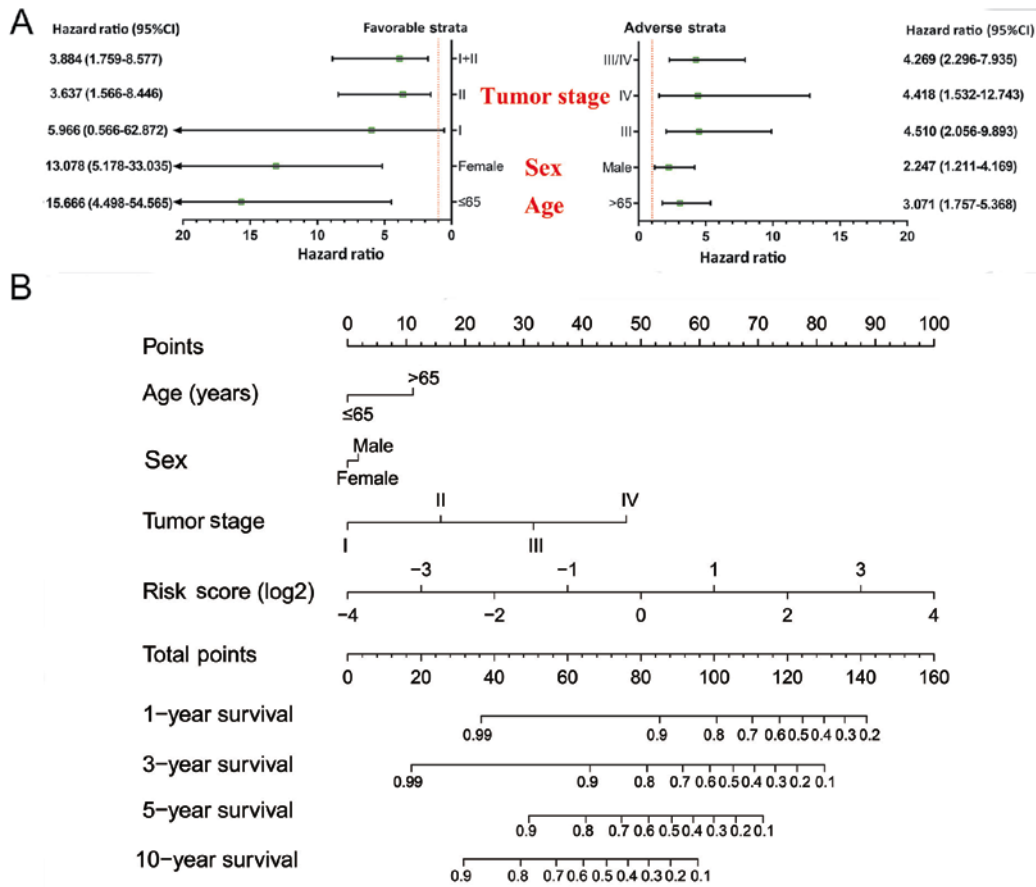 A
Hazard ratio (95%CI) Favorable strata Adverse strata Hazard ratio (95%CI)
3.884 (1.759-8.577) I+II III/IV 4.269 (2.296-7.935)
3.637 (1.566-8.446) II Tumor stage IV 4.418 (1.532-12.743)
5.966 (0.566-62.872) I III 4.510 (2.056-9.893)
13.078 (5.178-33.035) Female Sex Male 2.247 (1.211-4.169)
15.666 (4.498-54.565) ≤65 Age >65 3.071 (1.757-5.368)
20 15 10 5 0 0 5 10 15 20
Hazard ratio Hazard ratio
B
0 10 20 30 40 50 60 70 80 90 100
Points
>65
Age (years)
≤65
Male
Sex
Female
II IV
Tumor stage
I III
−3 −1 1 3
Risk score (log2)
−4 −2 0 2 4
Total points
0 20 40 60 80 100 120 140 160
1−year survival
0.99 0.9 0.8 0.7 0.6 0.5 0.4 0.3 0.2
3−year survival
0.99 0.9 0.8 0.7 0.6 0.5 0.4 0.3 0.2 0.1
5−year survival
0.9 0.8 0.7 0.6 0.5 0.4 0.3 0.2 0.1
10−year survival
0.9 0.8 0.7 0.6 0.5 0.4 0.3 0.2 0.1